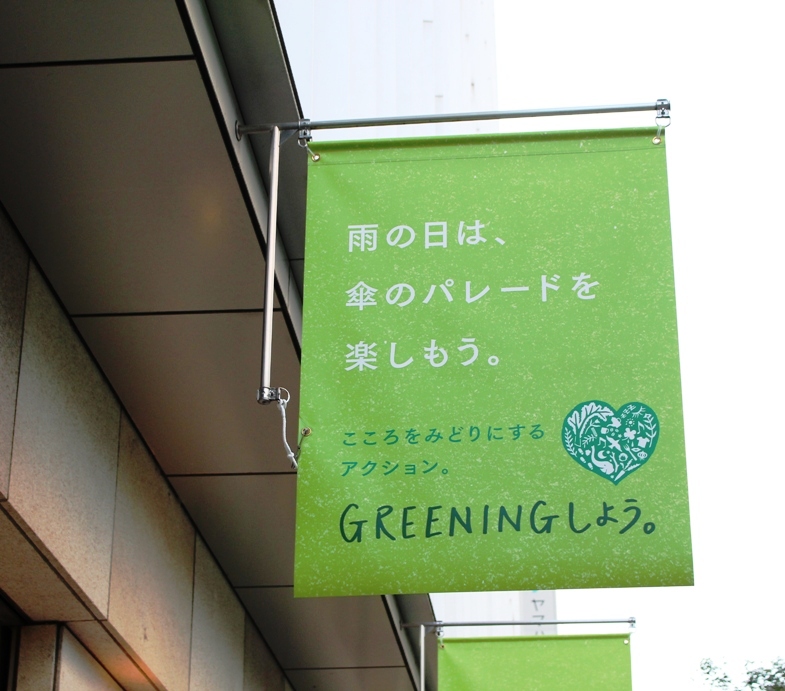 雨の日は、
傘のパレードを
楽しもう。
こころをみどりにする
アクション。
GREENINGしよう。